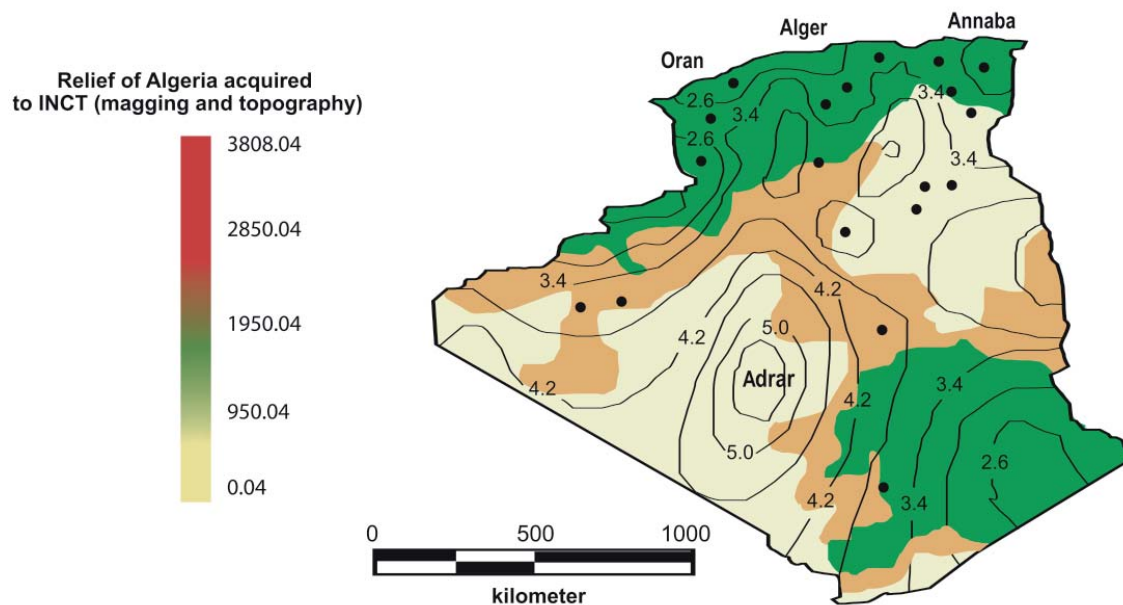 Relief of Algeria acquired
to INCT (magging and topography)
3808.04
2850.04
1950.04
950.04
0.04
Oran
Alger
Annaba
2.6
3.4
2.6
3.4
3.4
3.4
4.2
4.2
5.0
4.2
Adrar
4.2
3.4
5.0
2.6
4.2
3.4
0 500 1000
kilometer